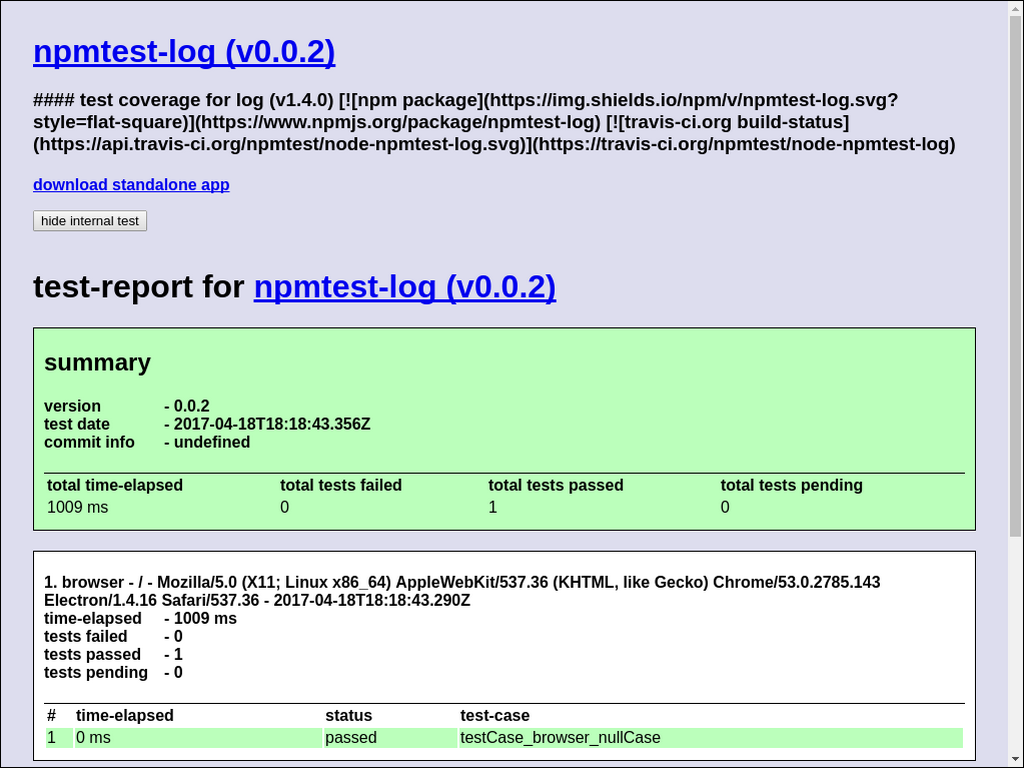 npmtest-log (v0.0.2)
#### test coverage for log (v1.4.0) [![npm package](https://img.shields.io/npm/v/npmtest-log.svg?
style=flat-square)](https://www.npmjs.org/package/npmtest-log) [![travis-ci.org build-status]
(https://api.travis-ci.org/npmtest/node-npmtest-log.svg)](https://travis-ci.org/npmtest/node-npmtest-log)
download standalone app
hide internal test
test-report for npmtest-log (v0.0.2)
summary
version - 0.0.2
test date - 2017-04-18T18:18:43.356Z
commit info - undefined
total time-elapsed total tests failed total tests passed total tests pending
1009 ms 0 1 0
1. browser - / - Mozilla/5.0 (X11; Linux x86_64) AppleWebKit/537.36 (KHTML, like Gecko) Chrome/53.0.2785.143
Electron/1.4.16 Safari/537.36 - 2017-04-18T18:18:43.290Z
time-elapsed - 1009 ms
tests failed - 0
tests passed - 1
tests pending - 0
# time-elapsed status test-case
1 0 ms passed testCase_browser_nullCase